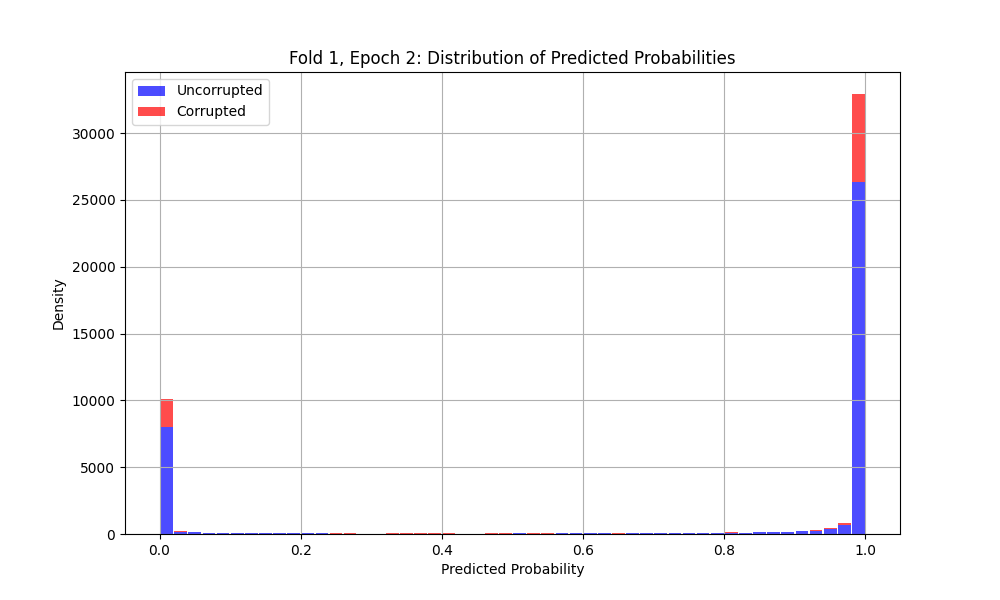 Fold 1, Epoch 2: Distribution of Predicted Probabilities
Uncorrupted
Corrupted
30000
25000
20000
15000
10000
5000
0
Density
0.0 0.2 0.4 0.6 0.8 1.0
Predicted Probability